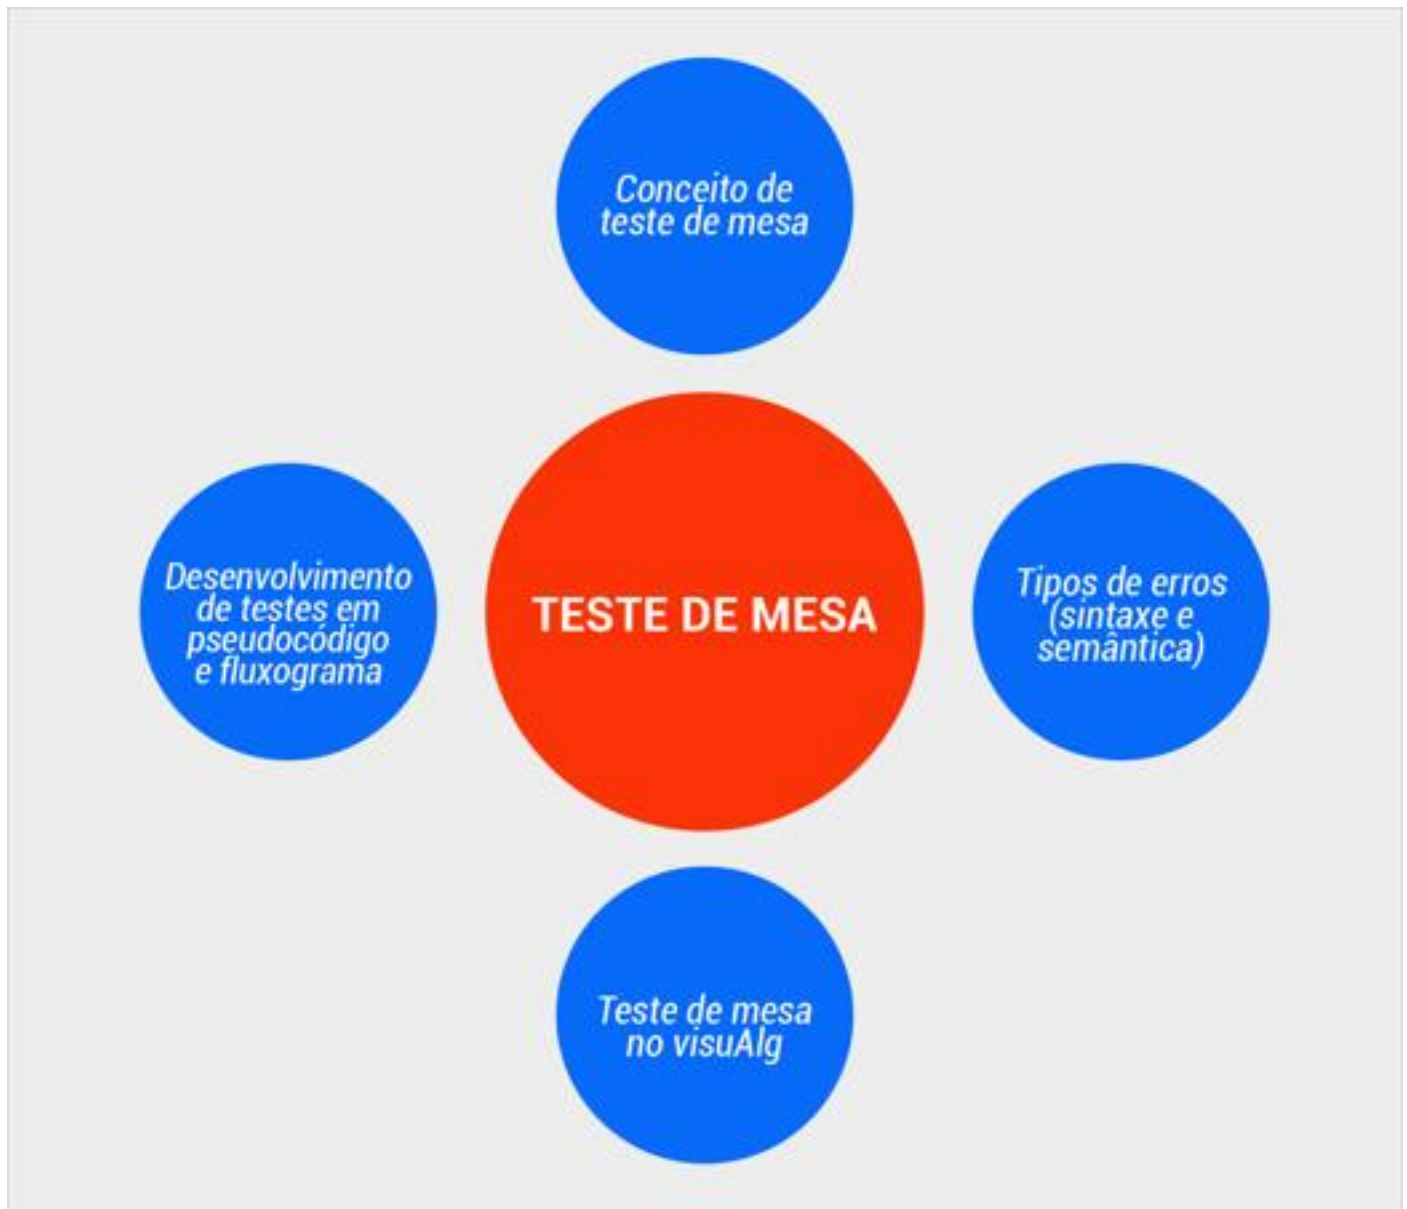 Conceito de
teste de mesa
Desenvolvimento
de testes em
pseudocódigo
e fluxograma
TESTE DE MESA
Tipos de erros
(sintaxe e
semântica)
Teste de mesa
no visuAlg